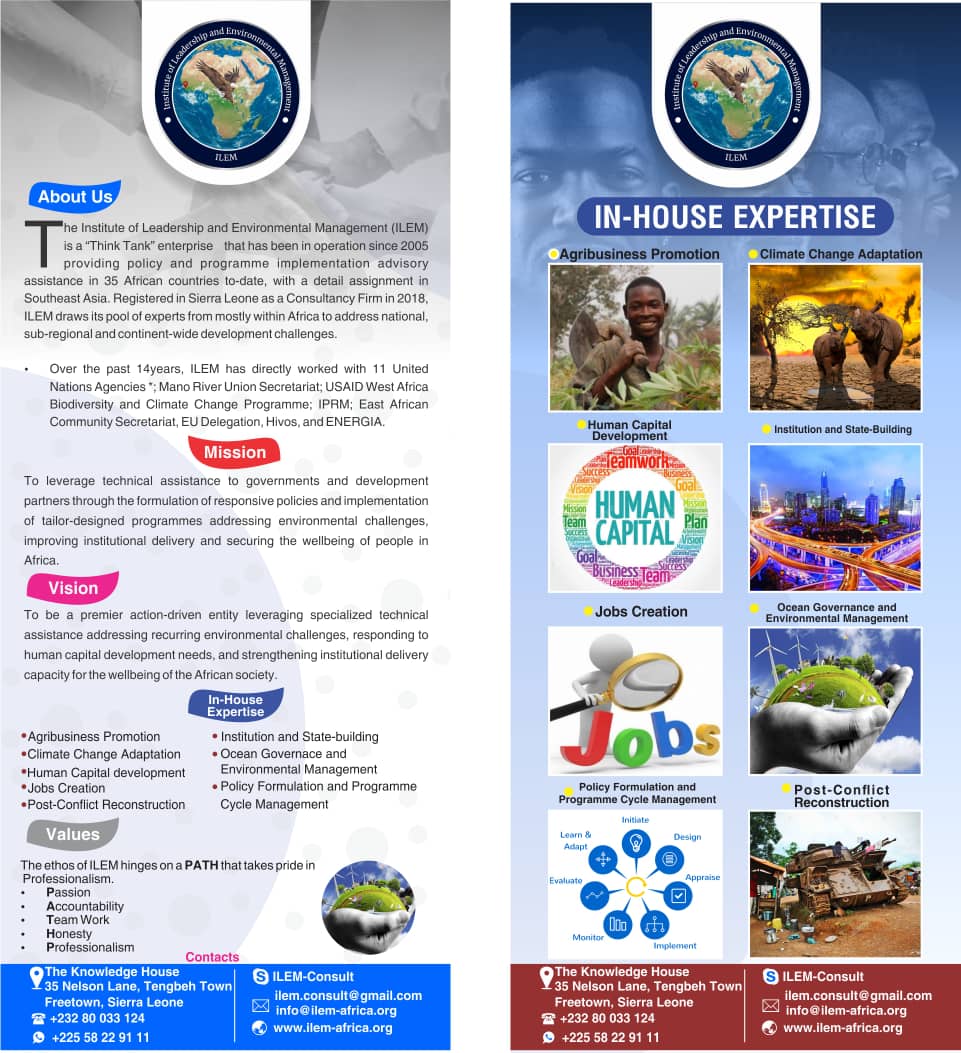 Institute of Leadership and Environmental Management
ILEM
About Us
The Institute of Leadership and Environmental Management (ILEM)
is a “Think Tank” enterprise that has been in operation since 2005
providing policy and programme implementation advisory
assistance in 35 African countries to-date, with a detail assignment in
Southeast Asia. Registered in Sierra Leone as a Consultancy Firm in 2018,
ILEM draws its pool of experts from mostly within Africa to address national,
sub-regional and continent-wide development challenges.
• Over the past 14years, ILEM has directly worked with 11 United
Nations Agencies *; Mano River Union Secretariat; USAID West Africa
Biodiversity and Climate Change Programme; IPRM; East African
Community Secretariat, EU Delegation, Hivos, and ENERGIA.
Mission
To leverage technical assistance to governments and development
partners through the formulation of responsive policies and implementation
of tailor-designed programmes addressing environmental challenges,
improving institutional delivery and securing the wellbeing of people in
Africa.
Vision
To be a premier action-driven entity leveraging specialized technical
assistance addressing recurring environmental challenges, responding to
human capital development needs, and strengthening institutional delivery
capacity for the wellbeing of the African society.
In-House
Expertise
•Agribusiness Promotion
•Climate Change Adaptation
•Human Capital development
•Jobs Creation
•Post-Conflict Reconstruction
• Institution and State-building
• Ocean Governace and
Environmental Management
• Policy Formulation and Programme
Cycle Management
Values
The ethos of ILEM hinges on a PATH that takes pride in
Professionalism.
• Passion
• Accountability
• Team Work
• Honesty
• Professionalism
Contacts
The Knowledge House
35 Nelson Lane, Tengbeh Town
Freetown, Sierra Leone
+232 80 033 124
+225 58 22 91 11
ILEM-Consult
ilem.consult@gmail.com
info@ilem-africa.org
www.ilem-africa.org
Institute of Leadership and Environmental Management
ILEM
IN-HOUSE EXPERTISE
Agribusiness Promotion
Climate Change Adaptation
Human Capital
Development
Institution and State-Building
Goal
Leadership
Teamwork
Success
Business
Vision
Goal
Mission
Team
Success
HUMAN
CAPITAL
Plan
Vision
Goal
Success
Business
Team
Leadership
Jobs Creation
Ocean Governance and
Environmental Management
Jobs
Policy Formulation and
Programme Cycle Management
Post-Conflict
Reconstruction
Initiate
Learn &
Adapt
Design
Evaluate
Appraise
Monitor
Implement
The Knowledge House
35 Nelson Lane, Tengbeh Town
Freetown, Sierra Leone
+232 80 033 124
+225 58 22 91 11
ILEM-Consult
ilem.consult@gmail.com
info@ilem-africa.org
www.ilem-africa.org